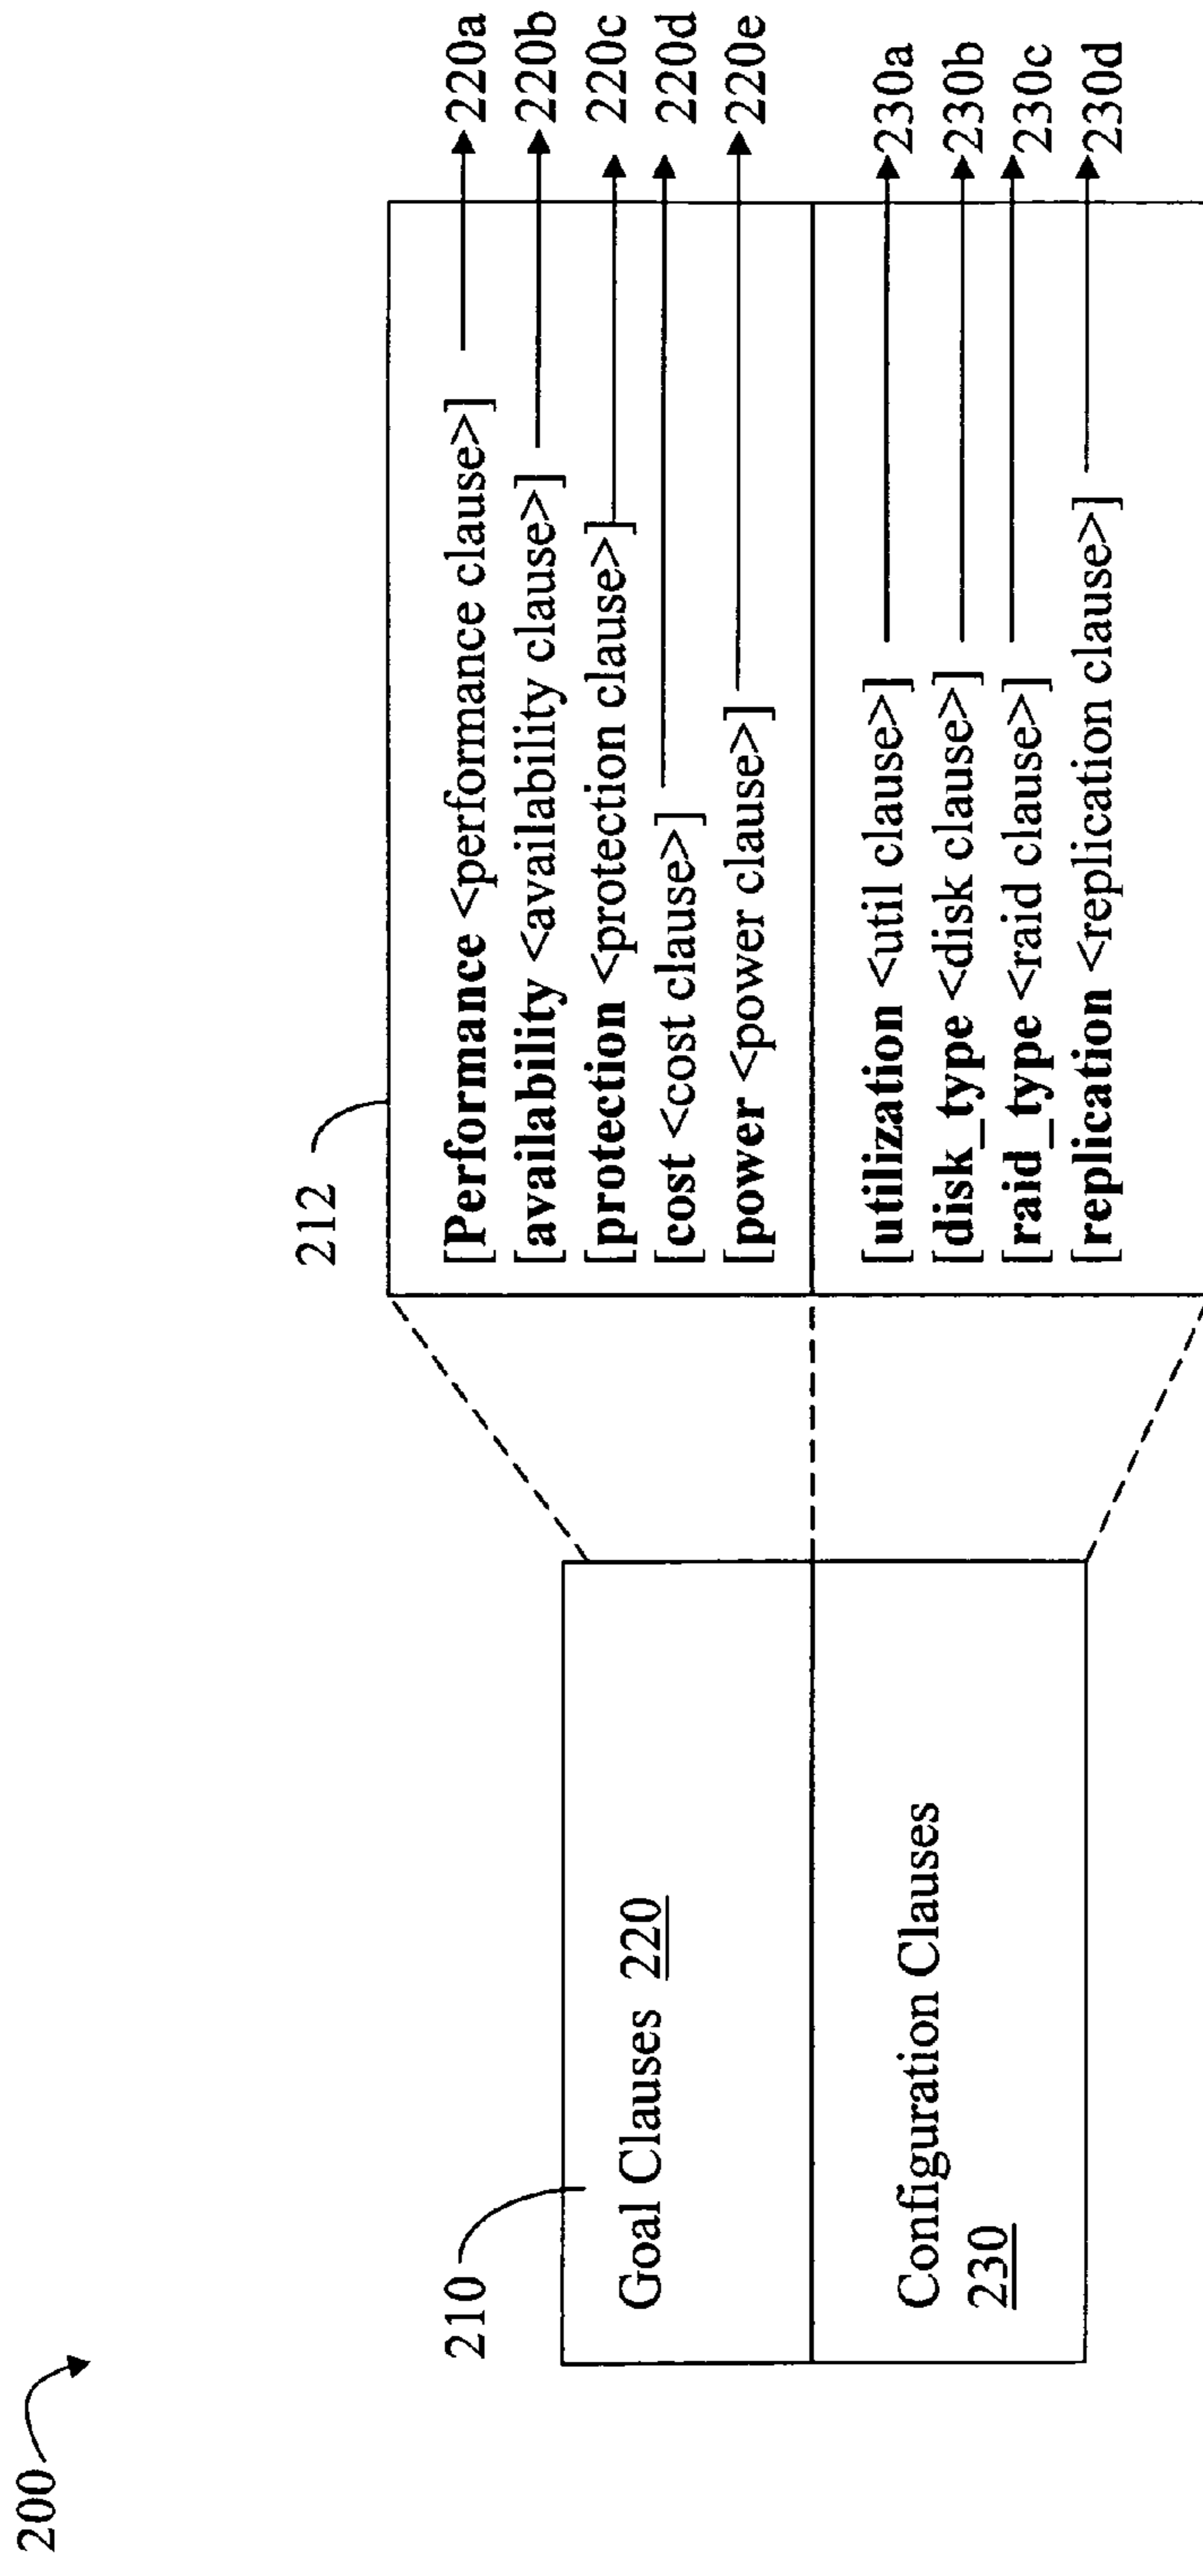 200
210
Goal Clauses 220
Configuration Clauses
230
212
[Performance <performance clause>] 220a
[availability <availability clause>] 220b
[protection <protection clause>] 220c
[cost <cost clause>] 220d
[power <power clause>] 220e
[utilization <util clause>] 230a
[disk_type <disk clause>] 230b
[raid_type <raid clause>] 230c
[replication <replication clause>] 230d